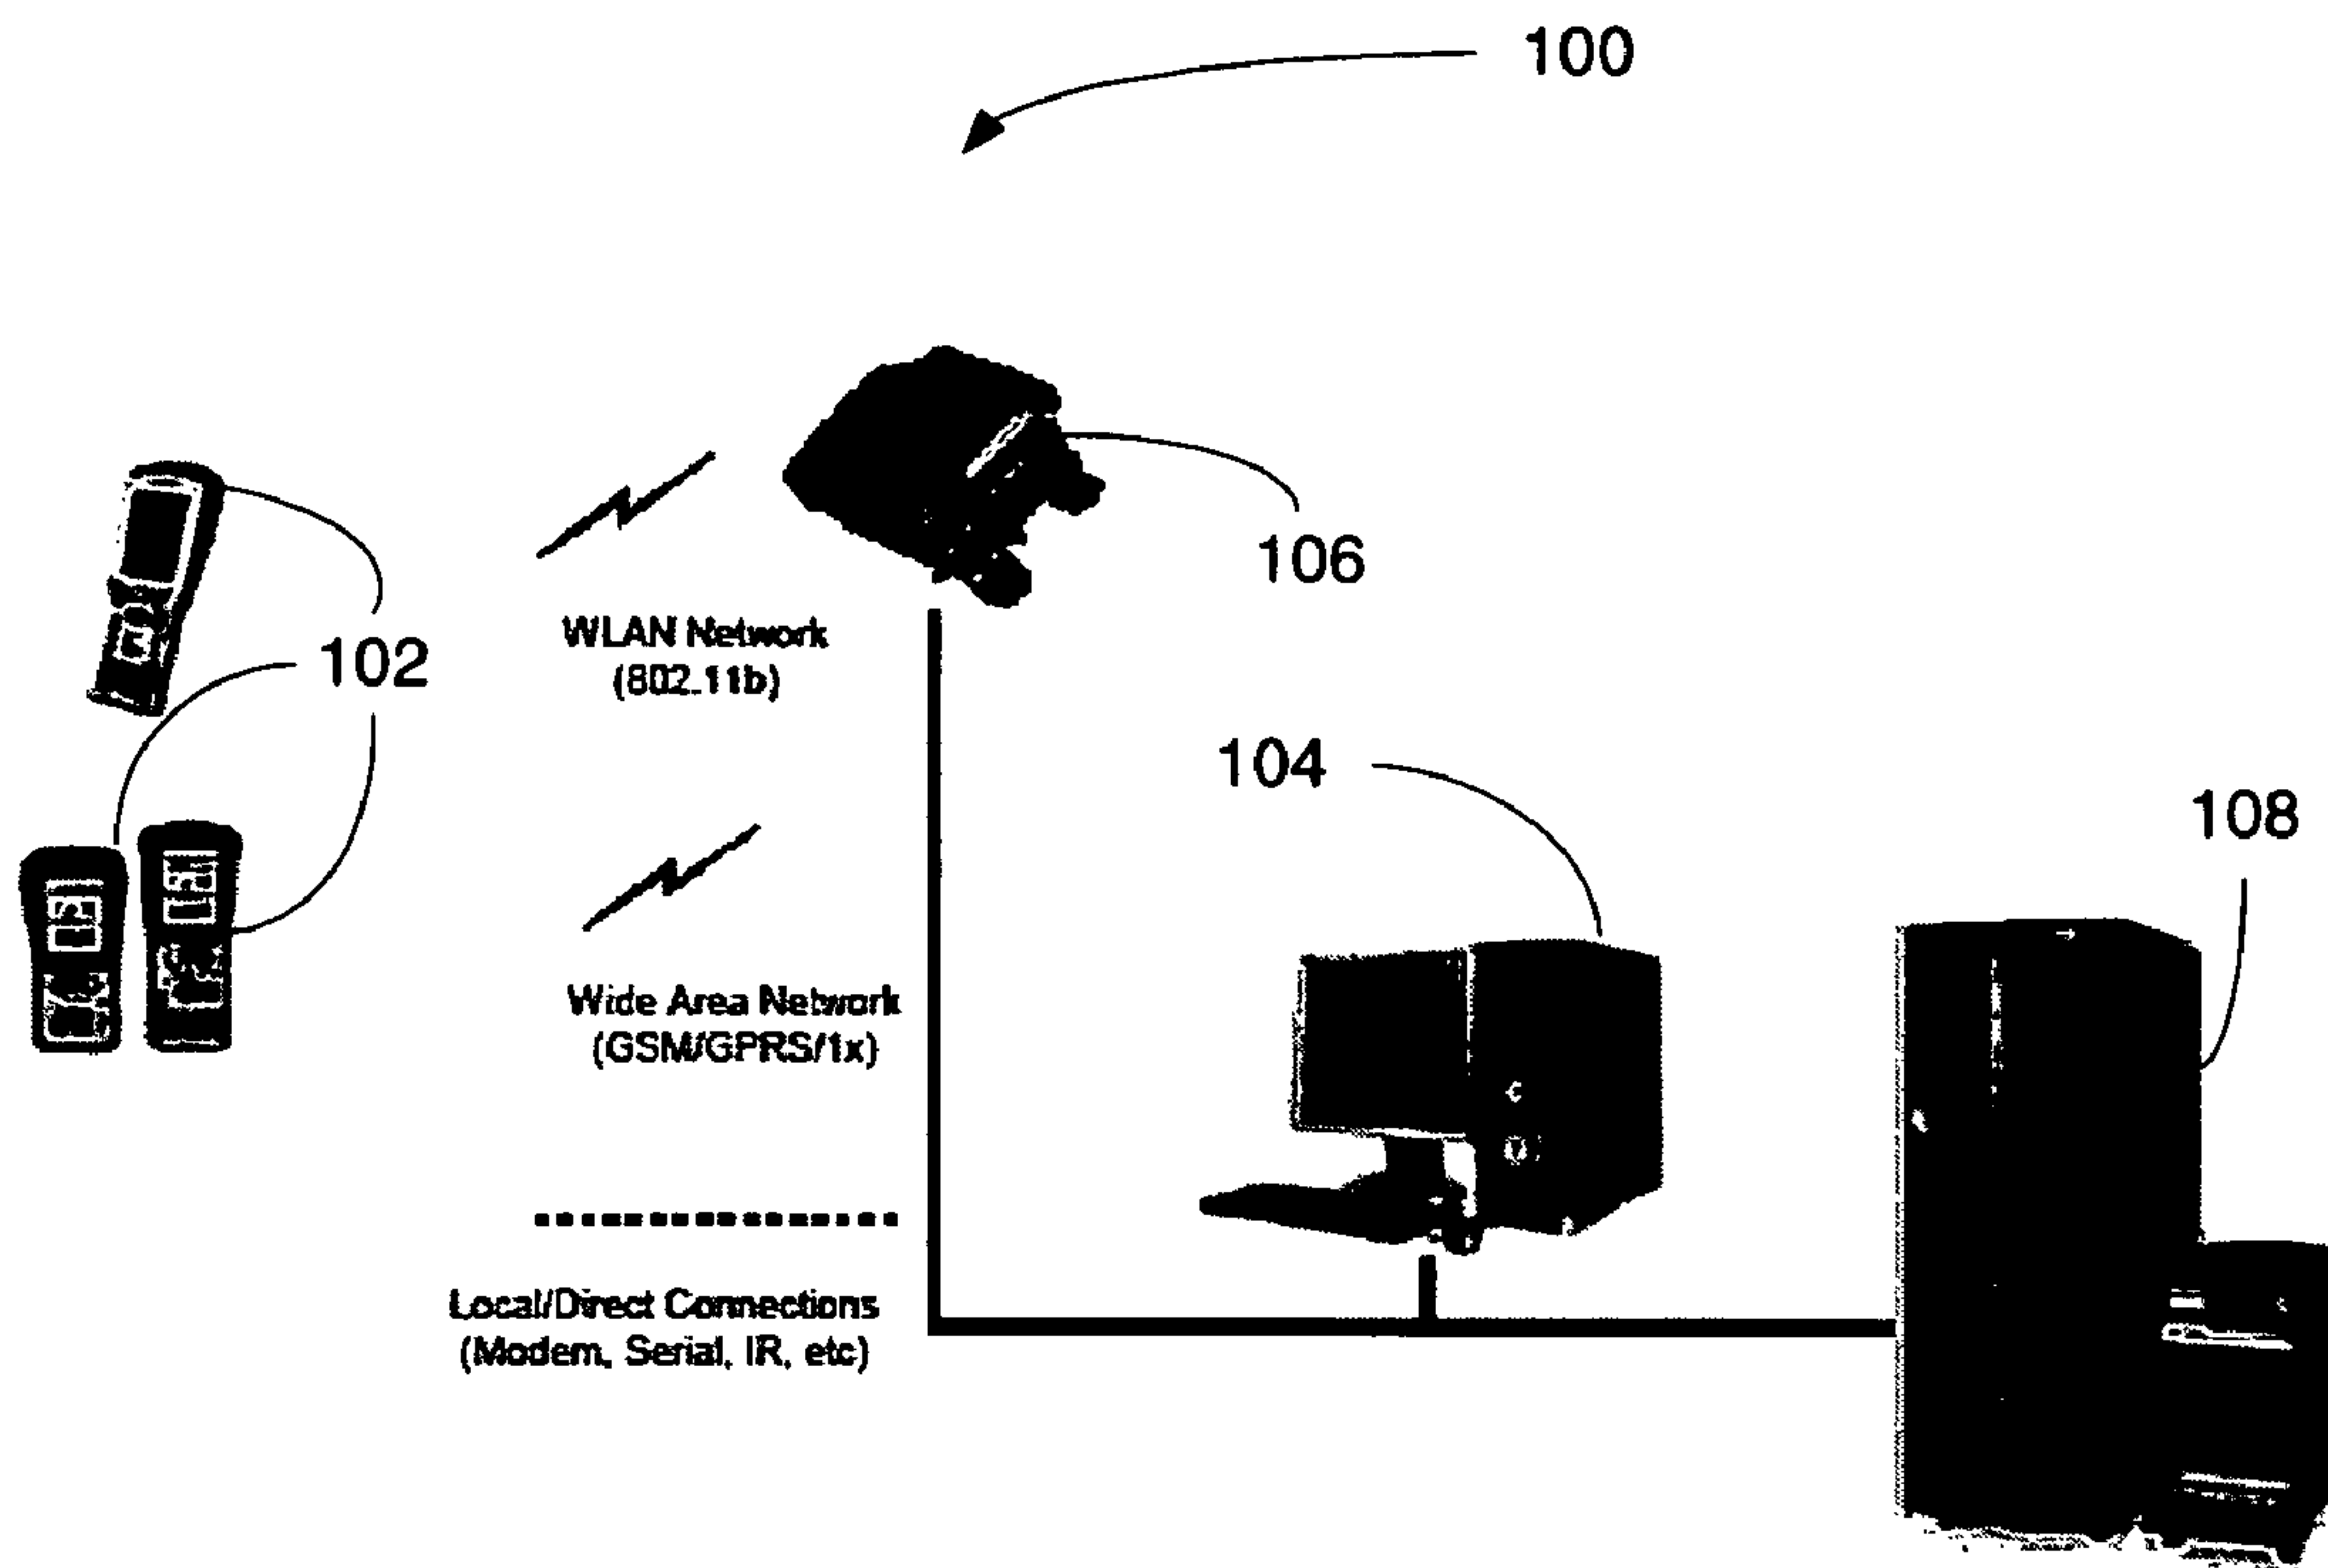 100
106
102
WLAN Network
(802.11b)
104
108
Wide Area Network
(GSM/GPRS/1x)
Local/Direct Connections
(Modem, Serial, IR, etc)